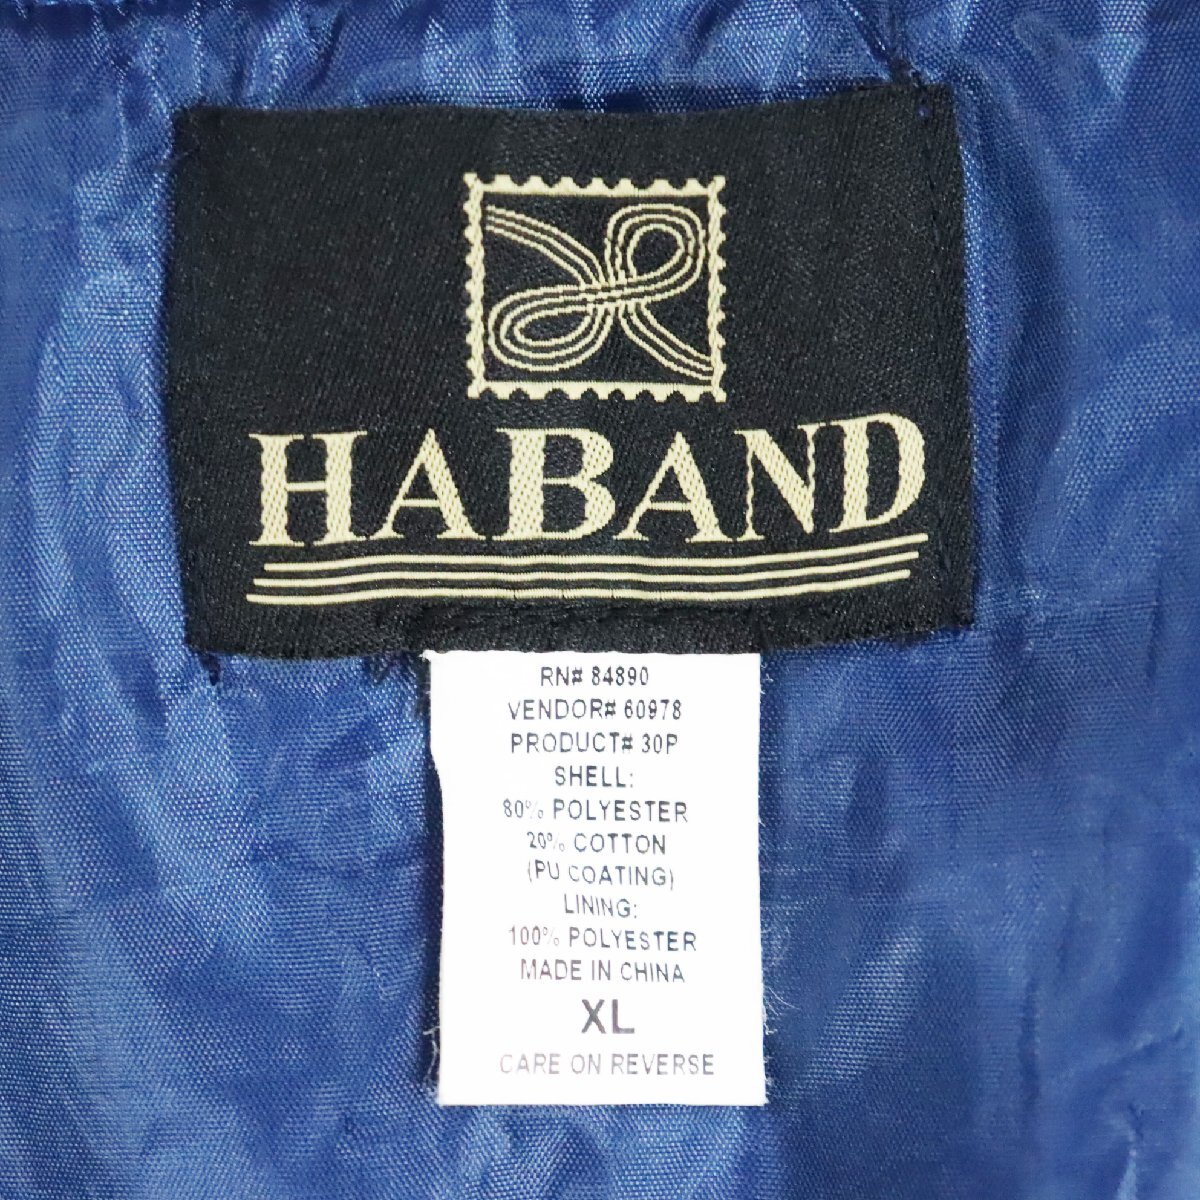 HABAND
RN# 84890
VENDOR# 60978
PRODUCT# 30P
SHELL:
80% POLYESTER
20% COTTON
(PU COATING)
LINING:
100% POLYESTER
MADE IN CHINA
XL
CARE ON REVERSE